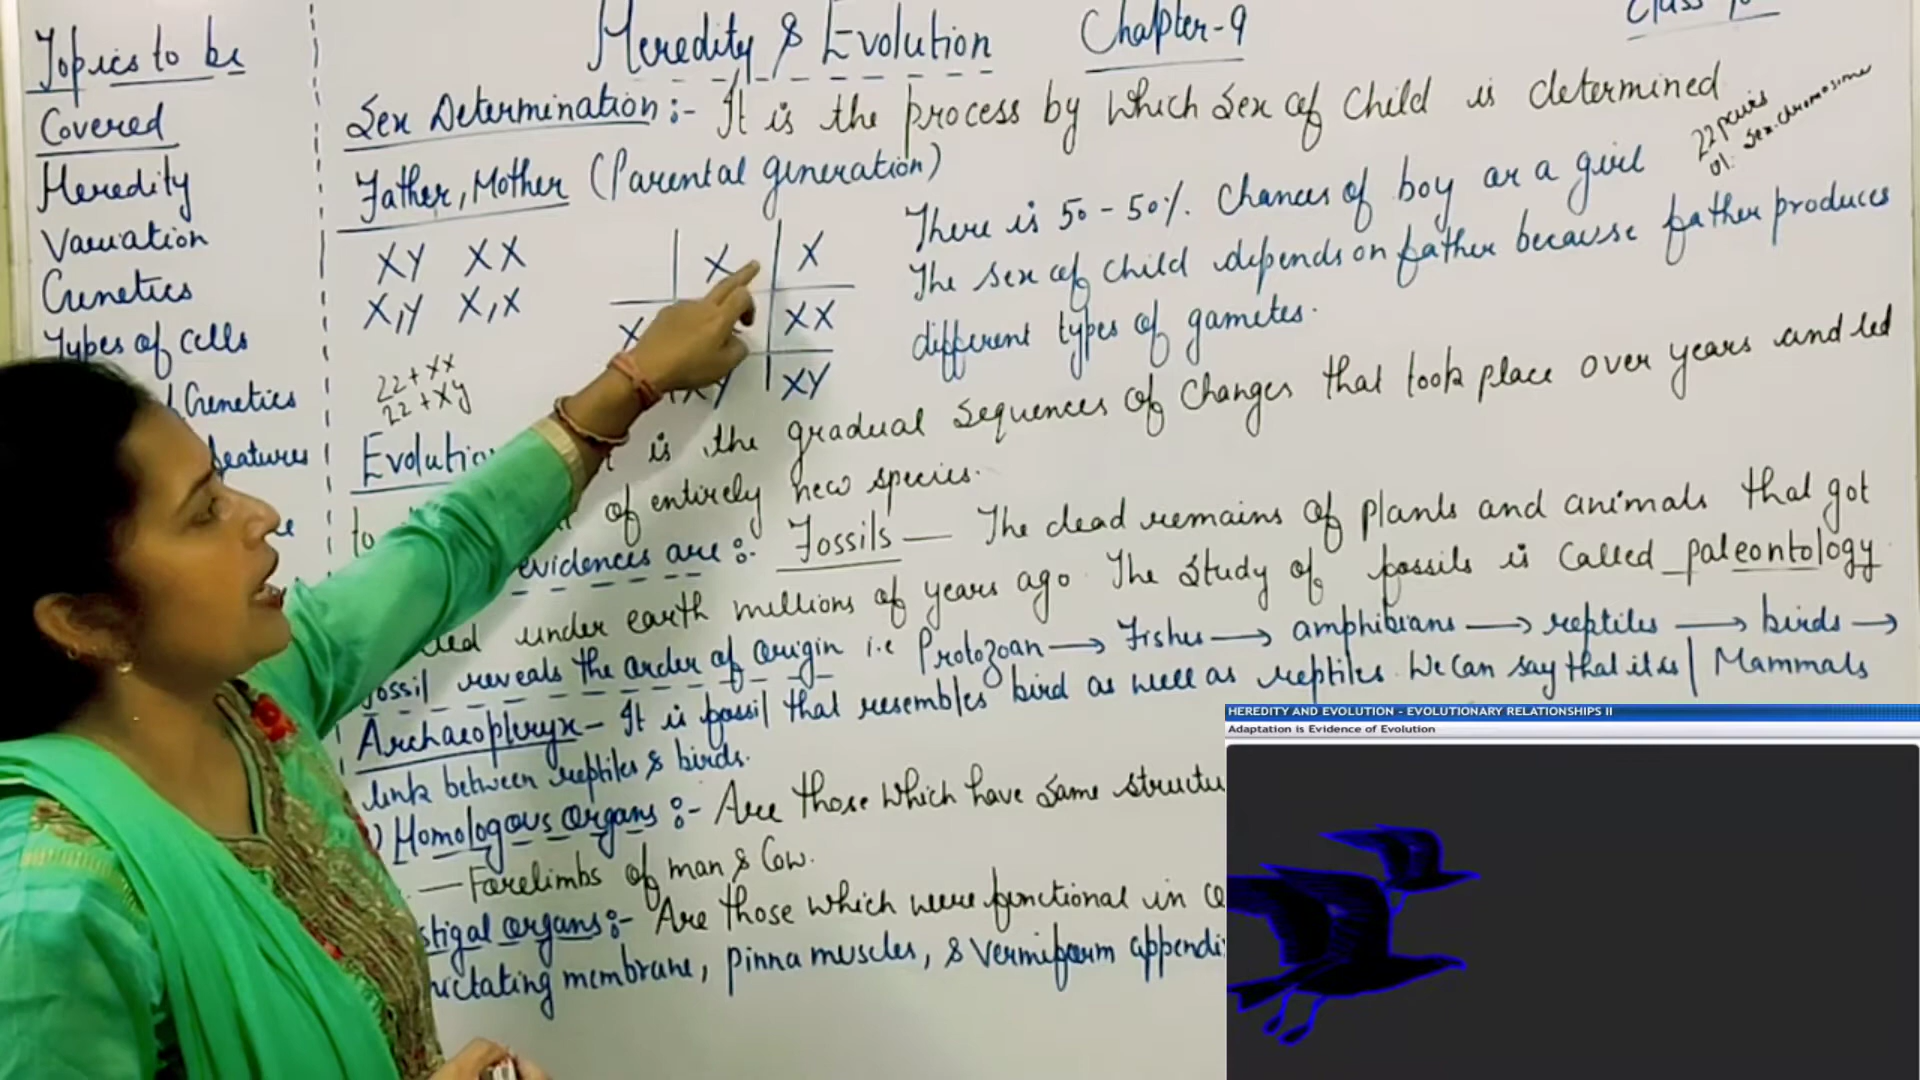 Heredity & Evolution Chapter-9
Class
Topics to be
Covered
Heredity
Variation
Genetics
Types of cells
Genetics
features
Sex Determination :- It is the process by which Sex of Child is determined
22 pairs
01. Sex.chromosome
Father, Mother (Parental generation)
XY XX
X,Y X,X
22+XX
22+XY
X X
X XX
XY XY
There is 50-50%. Chances of boy or a girl
The sex of child depends on father because father produces
different types of gametes.
is the gradual sequences of changes that took place over years and led
to of entirely new species.
evidences are :- Fossils — The dead remains of plants and animals that got
under earth millions of years ago. The Study of fossils is Called paleontology
Fossil reveals the order of origin i.e Protozoan → Fishes → amphibians → reptiles → birds →
Mammals
Archaeopteryx - It is fossil that resembles bird as well as reptiles. We can say that it is
link between reptiles & birds.
Homologous organs :- Are those which have same
— Forelimbs of man & Cow.
organs :- Are those which were functional in
membrane, pinna muscles, & vermiform
HEREDITY AND EVOLUTION - EVOLUTIONARY RELATIONSHIPS II
Adaptation is Evidence of Evolution